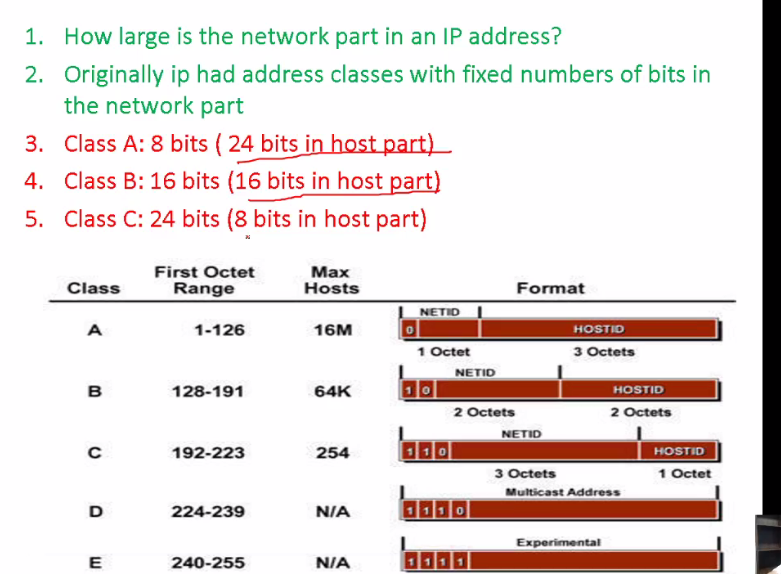 1. How large is the network part in an IP address?
2. Originally ip had address classes with fixed numbers of bits in
the network part
3. Class A: 8 bits ( 24 bits in host part)
4. Class B: 16 bits (16 bits in host part)
5. Class C: 24 bits (8 bits in host part)
Class First Octet Range Max Hosts Format
NETID
A 1-126 16M 0 HOSTID
1 Octet 3 Octets
NETID
B 128-191 64K 1 0 HOSTID
2 Octets 2 Octets
NETID
C 192-223 254 1 1 0 HOSTID
3 Octets 1 Octet
Multicast Address
D 224-239 N/A 1 1 1 0
Experimental
E 240-255 N/A 1 1 1 1